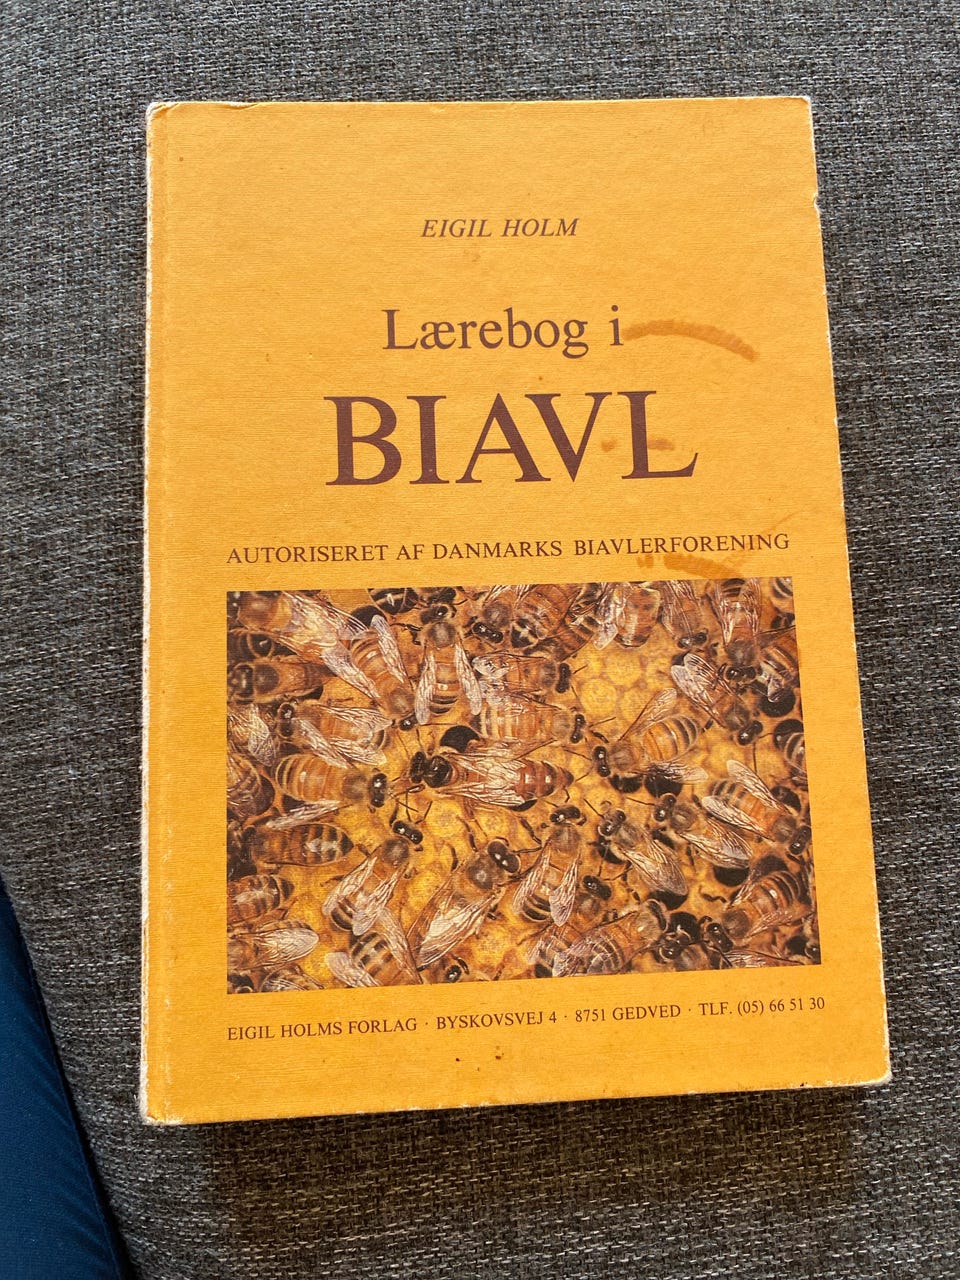 EIGIL HOLM
Lærebog i
BIAVL
AUTORISERET AF DANMARKS BIAVLERFORENING
EIGIL HOLMS FORLAG · BYSKOVSVEJ 4 · 8751 GEDVED · TLF. (05) 66 51 30